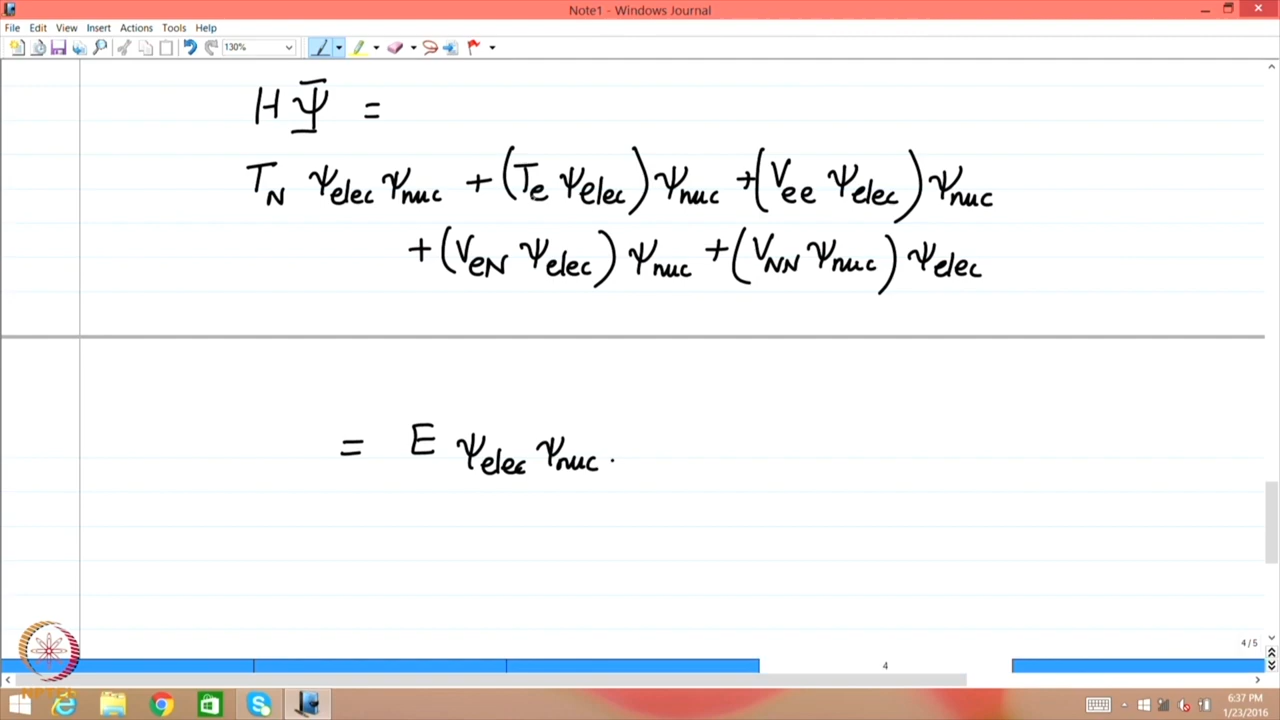 Note1 - Windows Journal
File Edit View Insert Actions Tools Help
130%
H Ψ =
T_N ψ_elec ψ_nuc + (T_e ψ_elec) ψ_nuc + (V_ee ψ_elec) ψ_nuc
+ (V_eN ψ_elec) ψ_nuc + (V_NN ψ_nuc) ψ_elec
= E ψ_elec ψ_nuc.
4/5
4
NPTEL
6:37 PM
1/23/2016